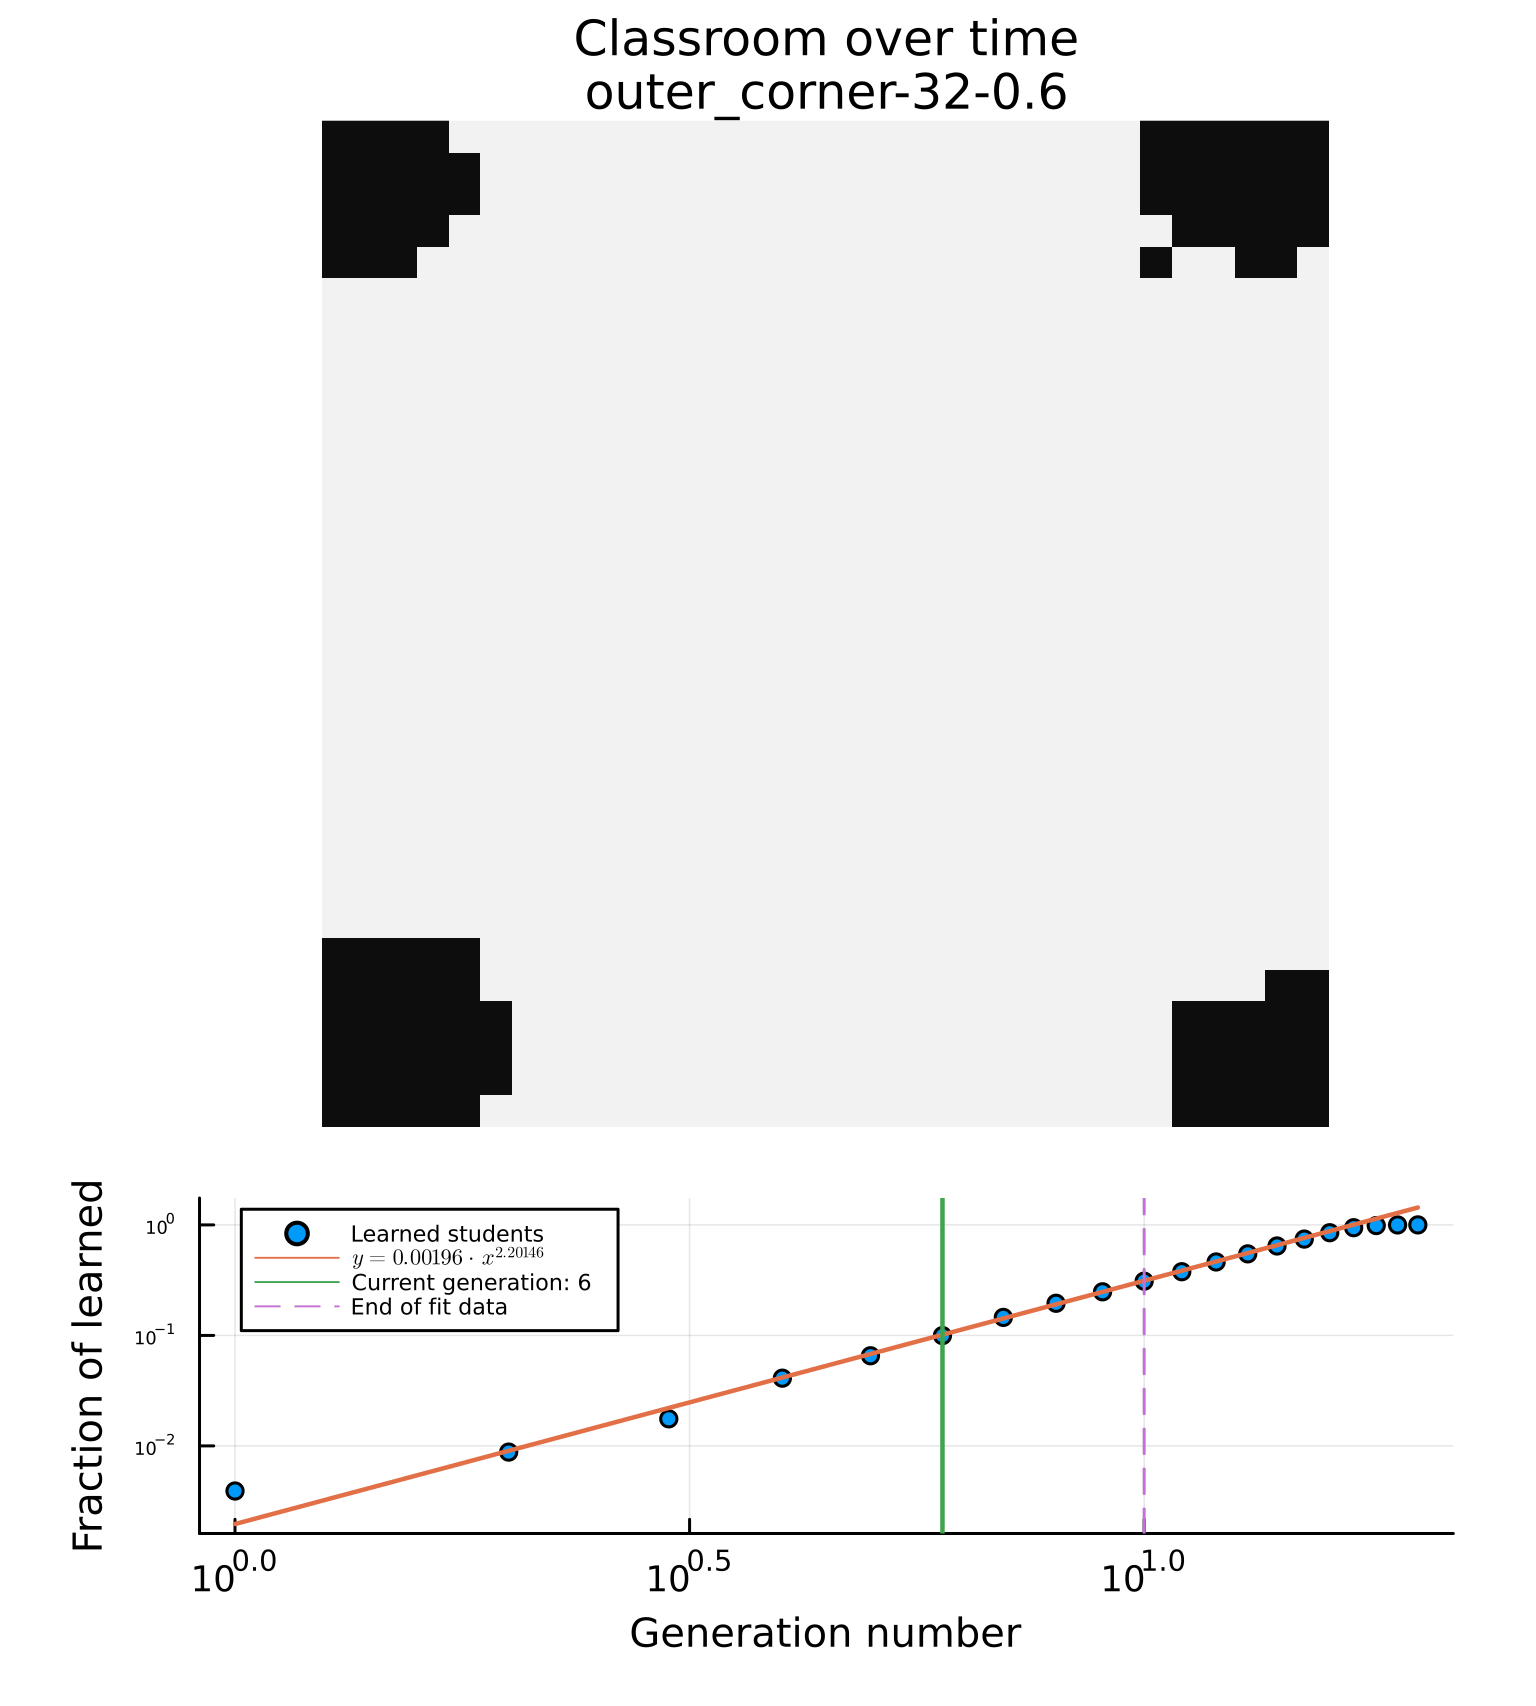 Classroom over time
outer_corner-32-0.6
Fraction of learned
10⁰
10⁻¹
10⁻²
Learned students
y = 0.00196 · x^2.20146
Current generation: 6
End of fit data
10^0.0 10^0.5 10^1.0
Generation number